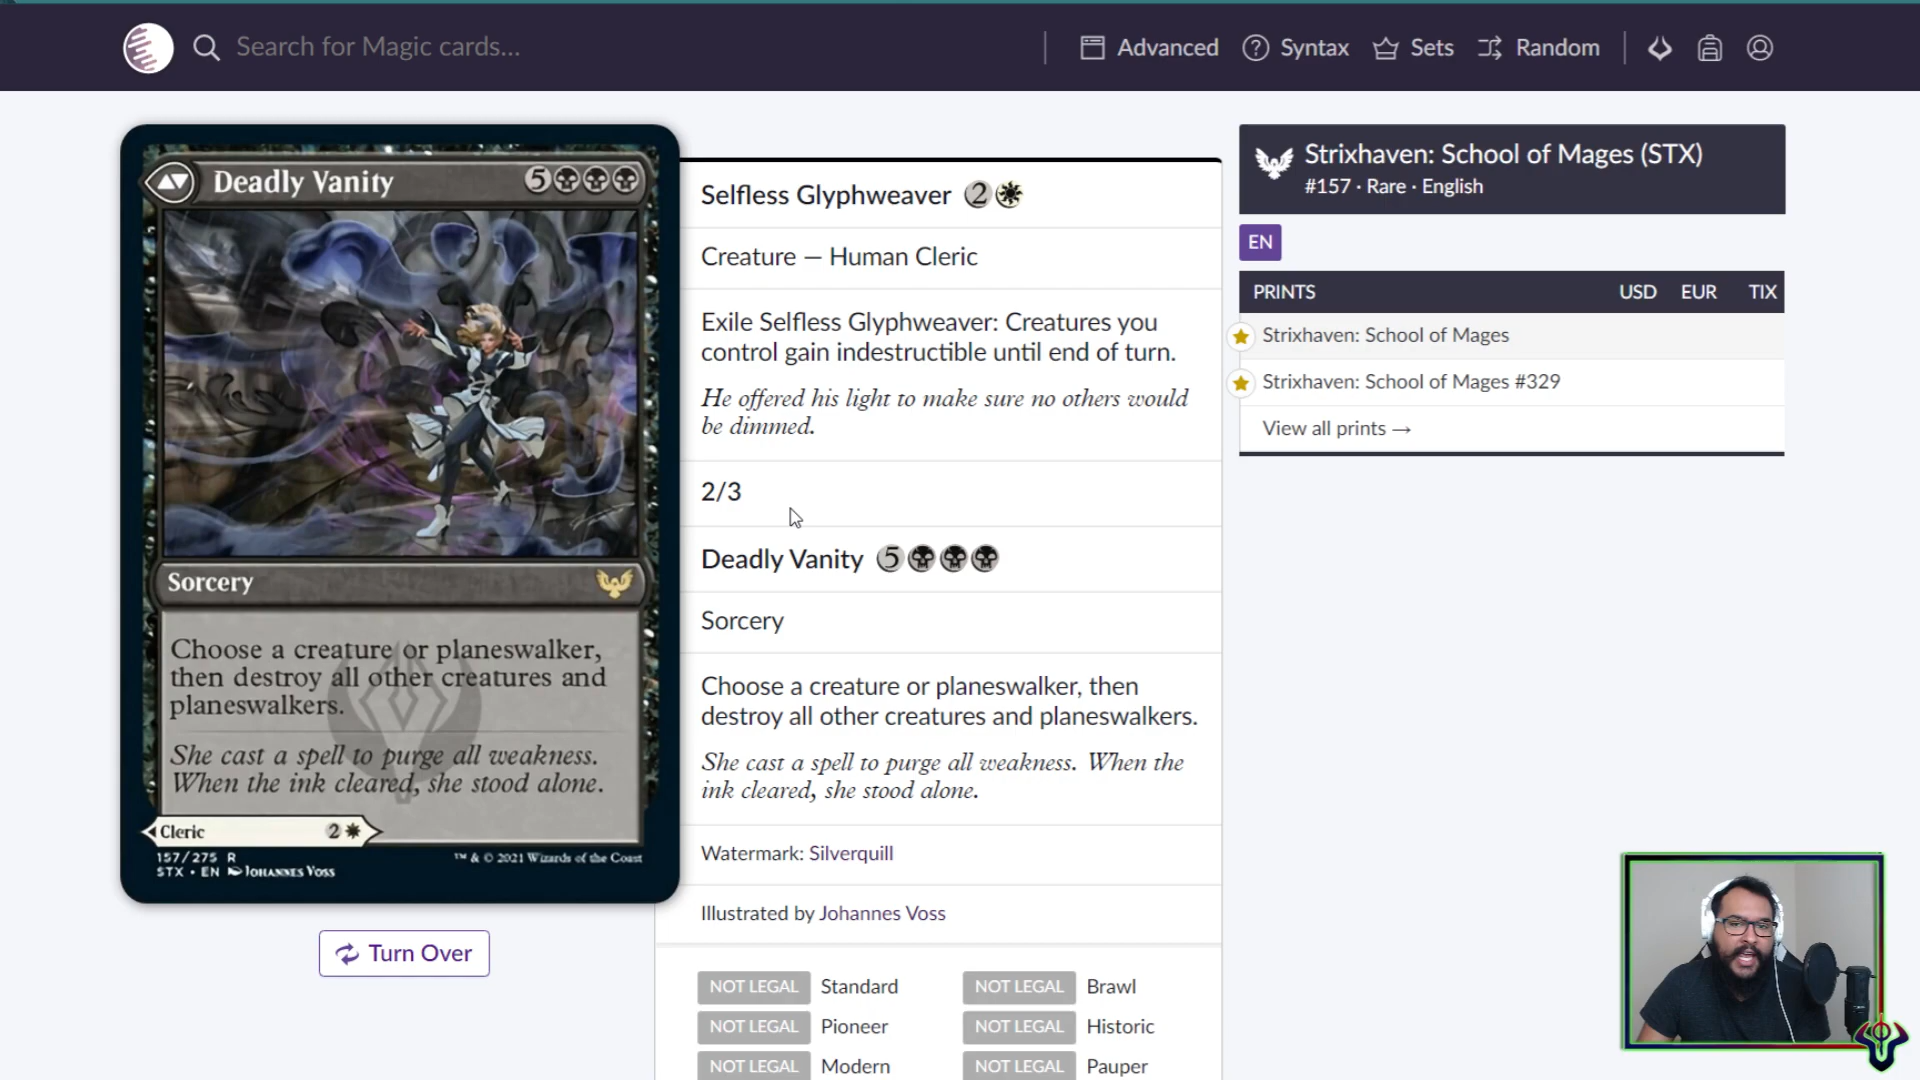 Search for Magic cards...
Advanced
Syntax
Sets
Random
Deadly Vanity 5
Sorcery
Choose a creature or planeswalker,
then destroy all other creatures and
planeswalkers.
She cast a spell to purge all weakness.
When the ink cleared, she stood alone.
Cleric 2
157/275 R
STX • EN Johannes Voss
™ & © 2021 Wizards of the Coast
Turn Over
Selfless Glyphweaver 2
Creature — Human Cleric
Exile Selfless Glyphweaver: Creatures you
control gain indestructible until end of turn.
He offered his light to make sure no others would
be dimmed.
2/3
Deadly Vanity 5
Sorcery
Choose a creature or planeswalker, then
destroy all other creatures and planeswalkers.
She cast a spell to purge all weakness. When the
ink cleared, she stood alone.
Watermark: Silverquill
Illustrated by Johannes Voss
NOT LEGAL Standard NOT LEGAL Brawl
NOT LEGAL Pioneer NOT LEGAL Historic
NOT LEGAL Modern NOT LEGAL Pauper
Strixhaven: School of Mages (STX)
#157 · Rare · English
EN
PRINTS USD EUR TIX
Strixhaven: School of Mages
Strixhaven: School of Mages #329
View all prints →